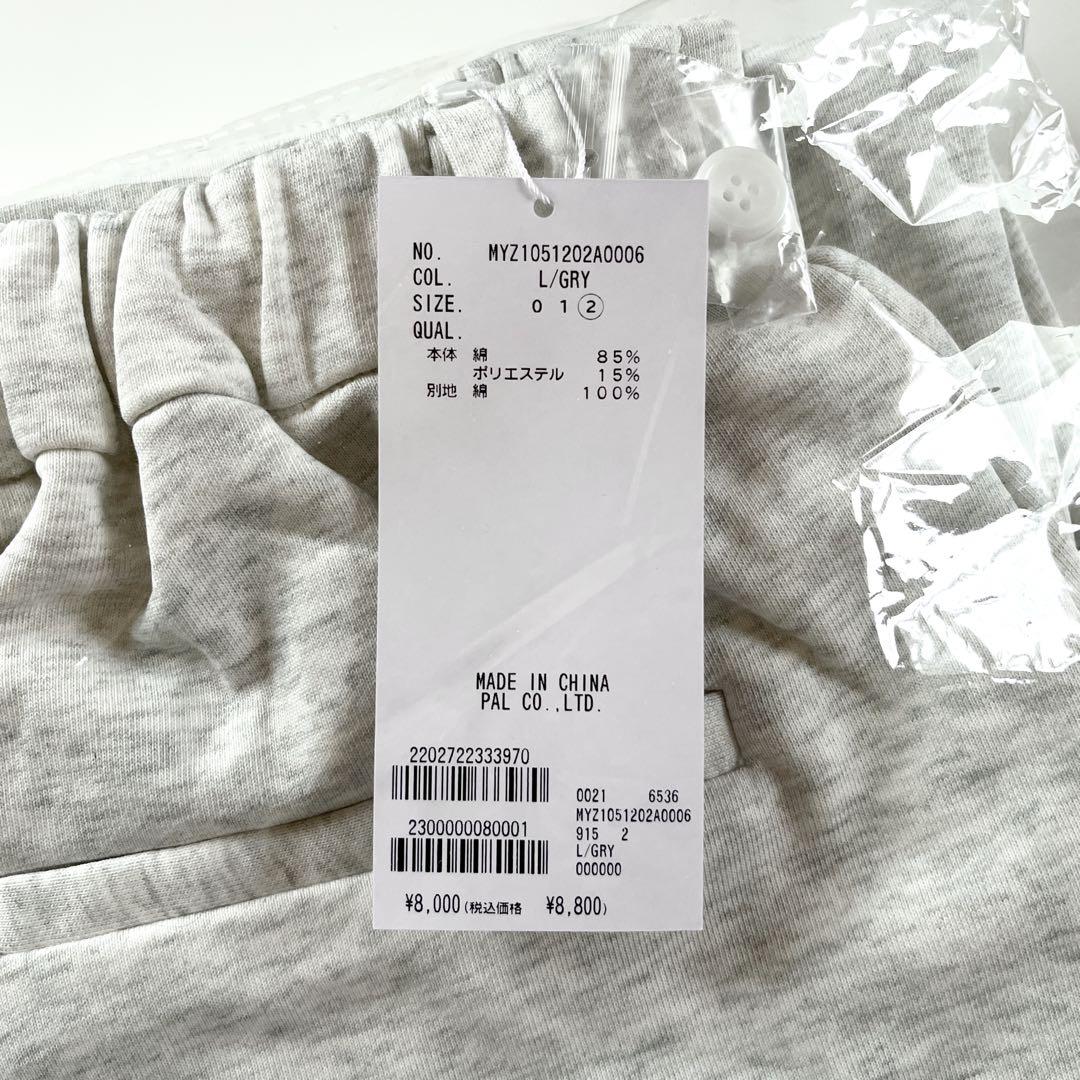 NO. MYZ1051202A0006
COL. L/GRY
SIZE. 0 1 ②
QUAL.
本体 綿 85%
ポリエステル 15%
別地 綿 100%
MADE IN CHINA
PAL CO.,LTD.
2202722333970
2300000080001
0021 6536
MYZ1051202A0006
915 2
L/GRY
000000
¥8,000(税込価格 ¥8,800)